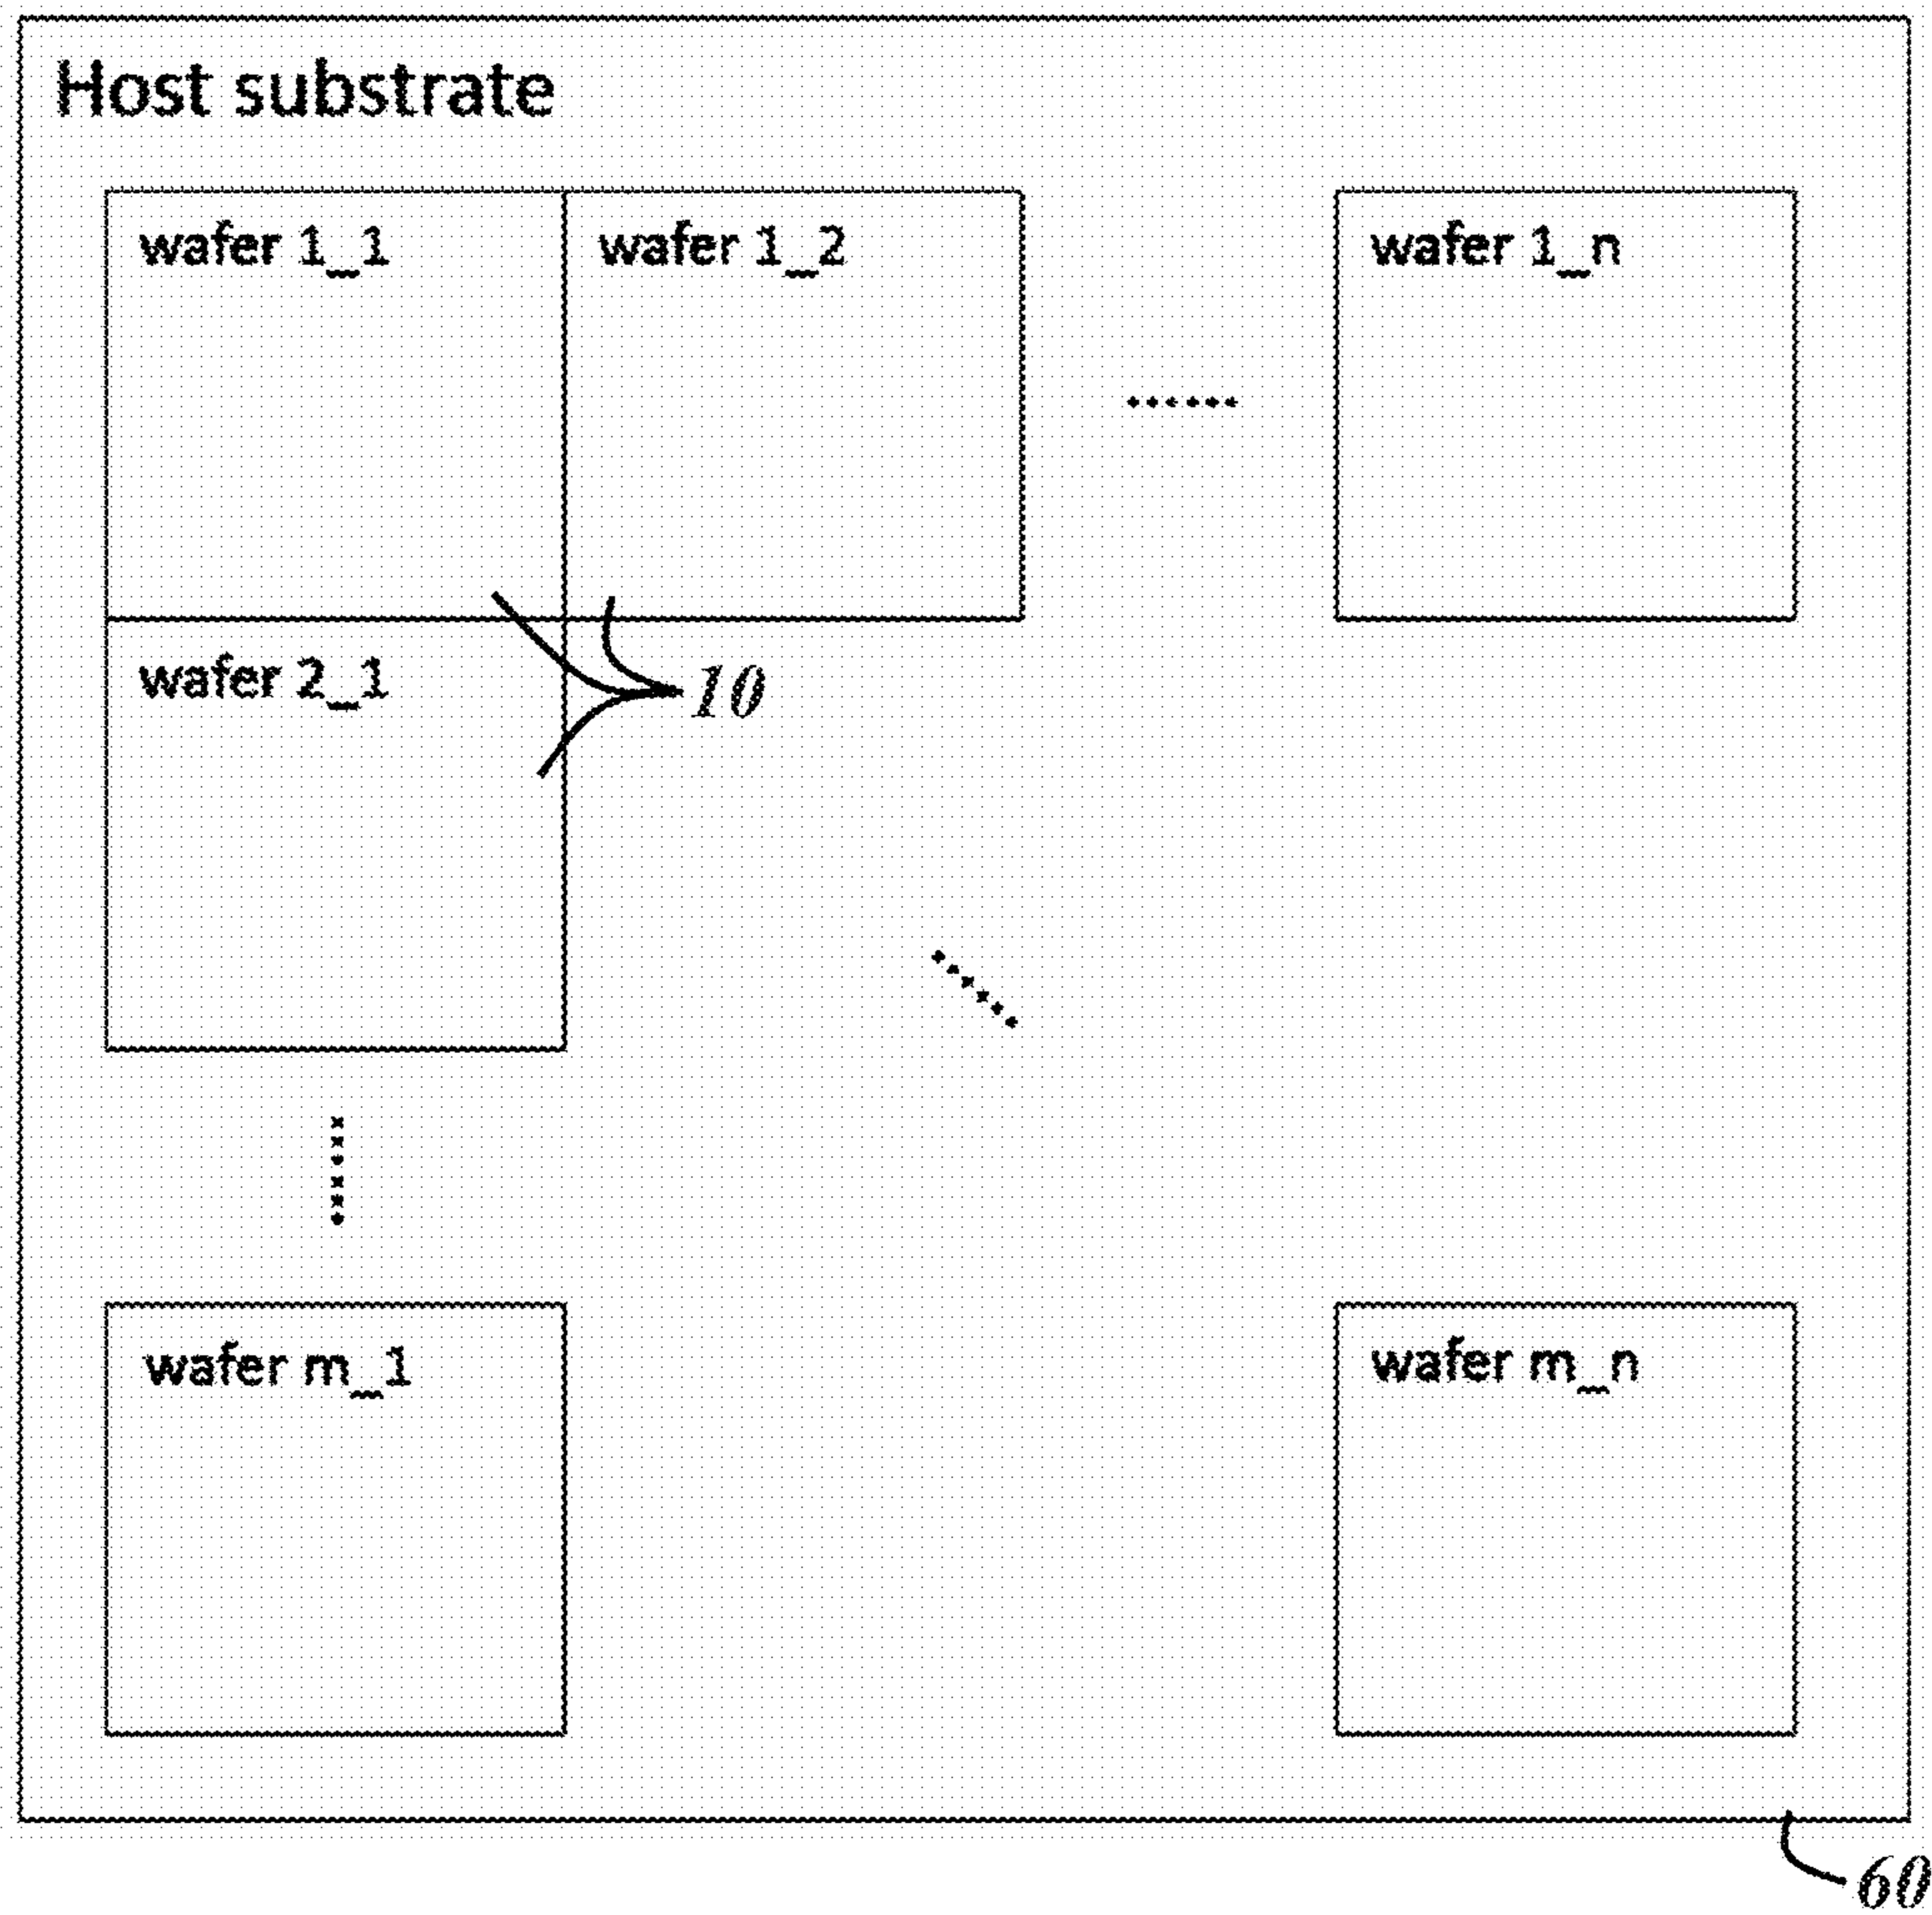 Host substrate
wafer 1_1
wafer 1_2
wafer 1_n
wafer 2_1
10
wafer m_1
wafer m_n
60